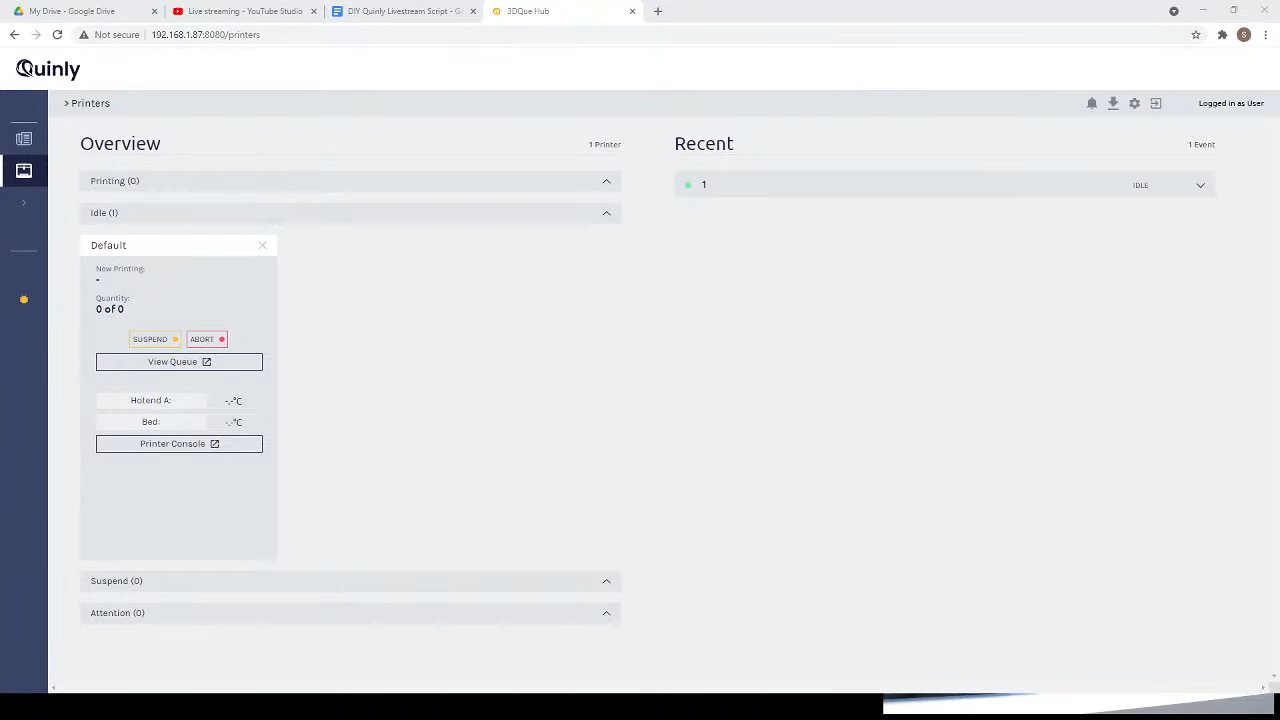 My Drive - Google Drive
Live streaming - YouTube Studio
DIY Quinly Livestream Script - G
3DQue Hub
Not secure
192.168.1.87:8080/printers
S
Quinly
> Printers
Logged in as User
Overview
1 Printer
Printing (0)
Idle (1)
Default
Now Printing:
-
Quantity:
0 of 0
SUSPEND
ABORT
View Queue
Hotend A:
-.-°C
Bed:
-.-°C
Printer Console
Suspend (0)
Attention (0)
Recent
1 Event
1
IDLE